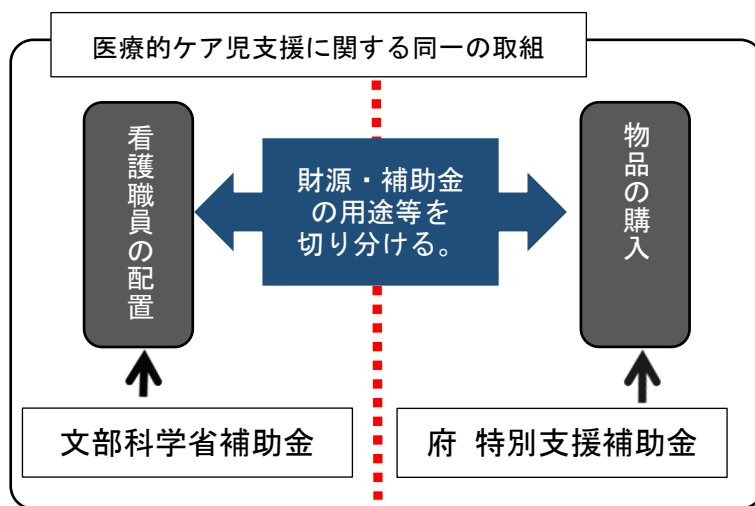 医療的ケア児支援に関する同一の取組
看護職員の配置
財源・補助金
の用途等を
切り分ける。
物品の購入
文部科学省補助金
府 特別支援補助金